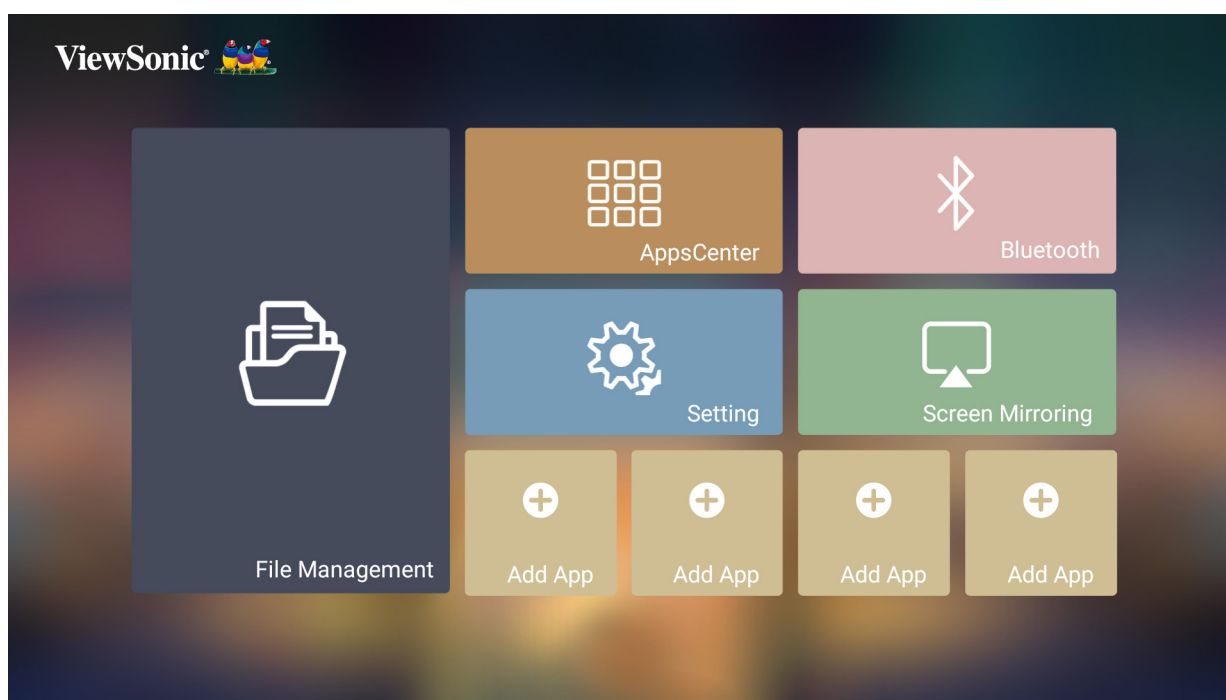 ViewSonic®
AppsCenter
Bluetooth
Setting
Screen Mirroring
File Management
Add App
Add App
Add App
Add App